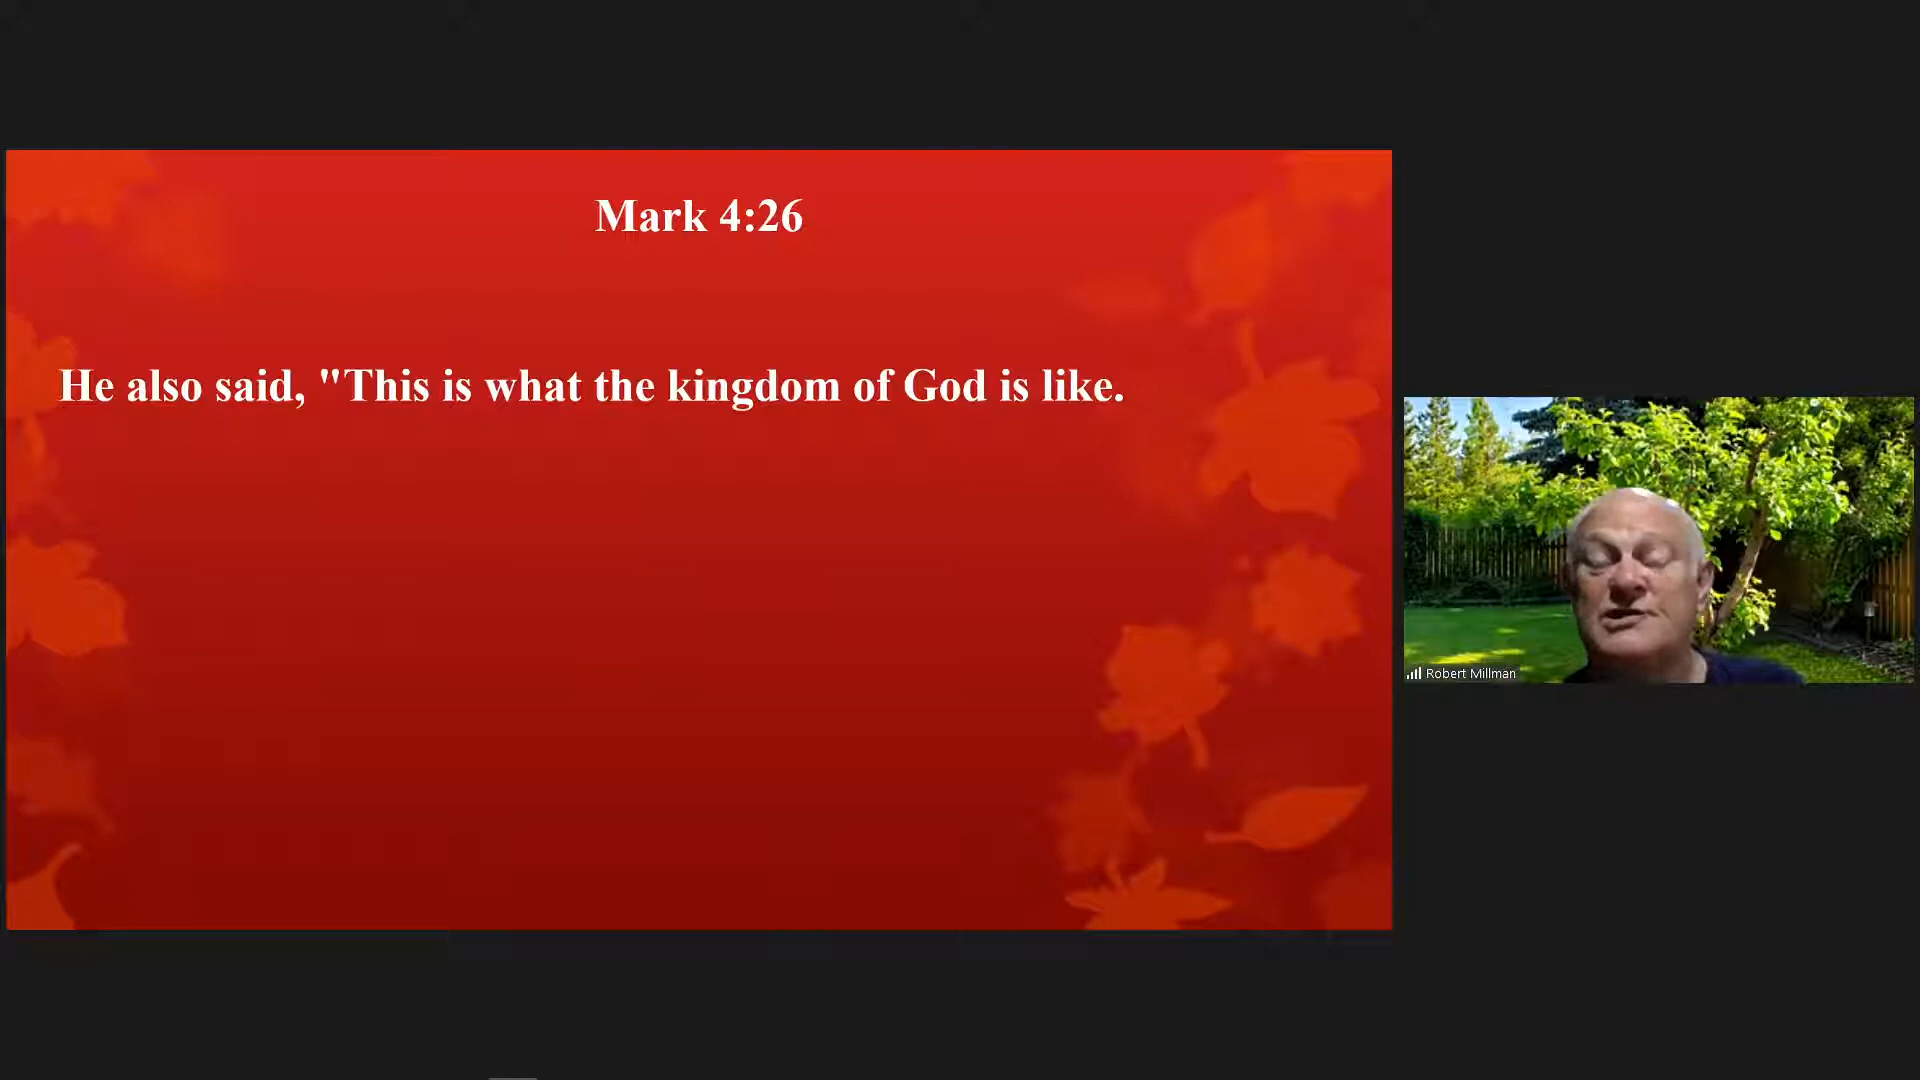 Mark 4:26
He also said, "This is what the kingdom of God is like.
Robert Millman